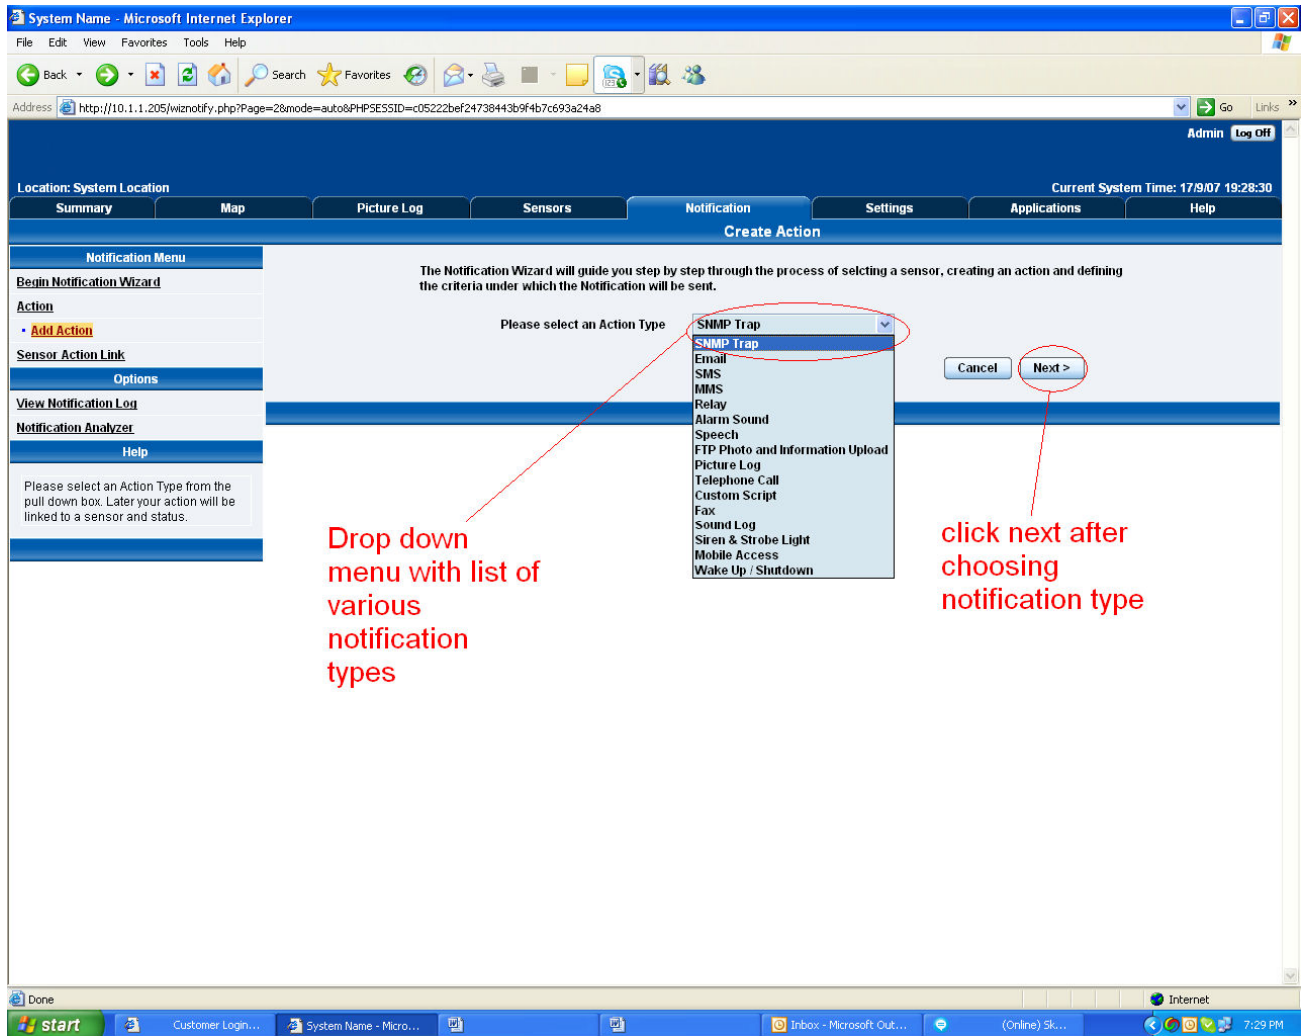 System Name - Microsoft Internet Explorer
File Edit View Favorites Tools Help
Back Search Favorites
Address http://10.1.1.205/wiznotify.php?Page=2&mode=auto&PHPSESSID=c05222bef24738443b9f4b7c693a24a8 Go Links »
Admin Log Off
Location: System Location Current System Time: 17/9/07 19:28:30
Summary Map Picture Log Sensors Notification Settings Applications Help
Create Action
Notification Menu
Begin Notification Wizard
Action
Add Action
Sensor Action Link
Options
View Notification Log
Notification Analyzer
Help
Please select an Action Type from the
pull down box. Later your action will be
linked to a sensor and status.
The Notification Wizard will guide you step by step through the process of selcting a sensor, creating an action and defining
the criteria under which the Notification will be sent.
Please select an Action Type SNMP Trap
SNMP Trap
Email
SMS
MMS
Relay
Alarm Sound
Speech
FTP Photo and Information Upload
Picture Log
Telephone Call
Custom Script
Fax
Sound Log
Siren & Strobe Light
Mobile Access
Wake Up / Shutdown
Cancel Next >
Drop down
menu with list of
various
notification
types
click next after
choosing
notification type
Done Internet
start Customer Login... System Name - Micro... Inbox - Microsoft Out... (Online) Sk... 7:29 PM